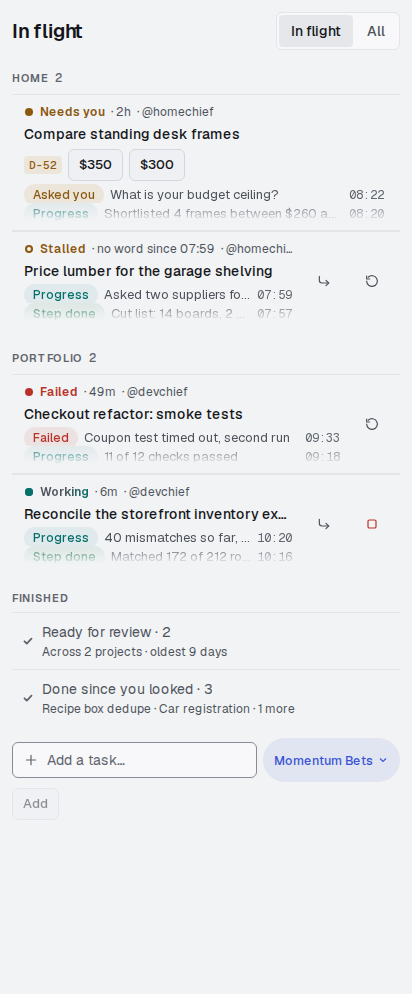 In flight
In flight All
HOME 2
Needs you · 2h · @homechief
Compare standing desk frames
D-52 $350 $300
Asked you What is your budget ceiling? 08:22
Progress Shortlisted 4 frames between $260 a… 08:20
Stalled · no word since 07:59 · @homechi…
Price lumber for the garage shelving
Progress Asked two suppliers fo… 07:59
Step done Cut list: 14 boards, 2 … 07:57
PORTFOLIO 2
Failed · 49m · @devchief
Checkout refactor: smoke tests
Failed Coupon test timed out, second run 09:33
Progress 11 of 12 checks passed 09:18
Working · 6m · @devchief
Reconcile the storefront inventory ex…
Progress 40 mismatches so far, … 10:20
Step done Matched 172 of 212 ro… 10:16
FINISHED
Ready for review · 2
Across 2 projects · oldest 9 days
Done since you looked · 3
Recipe box dedupe · Car registration · 1 more
Add a task…
Momentum Bets
Add